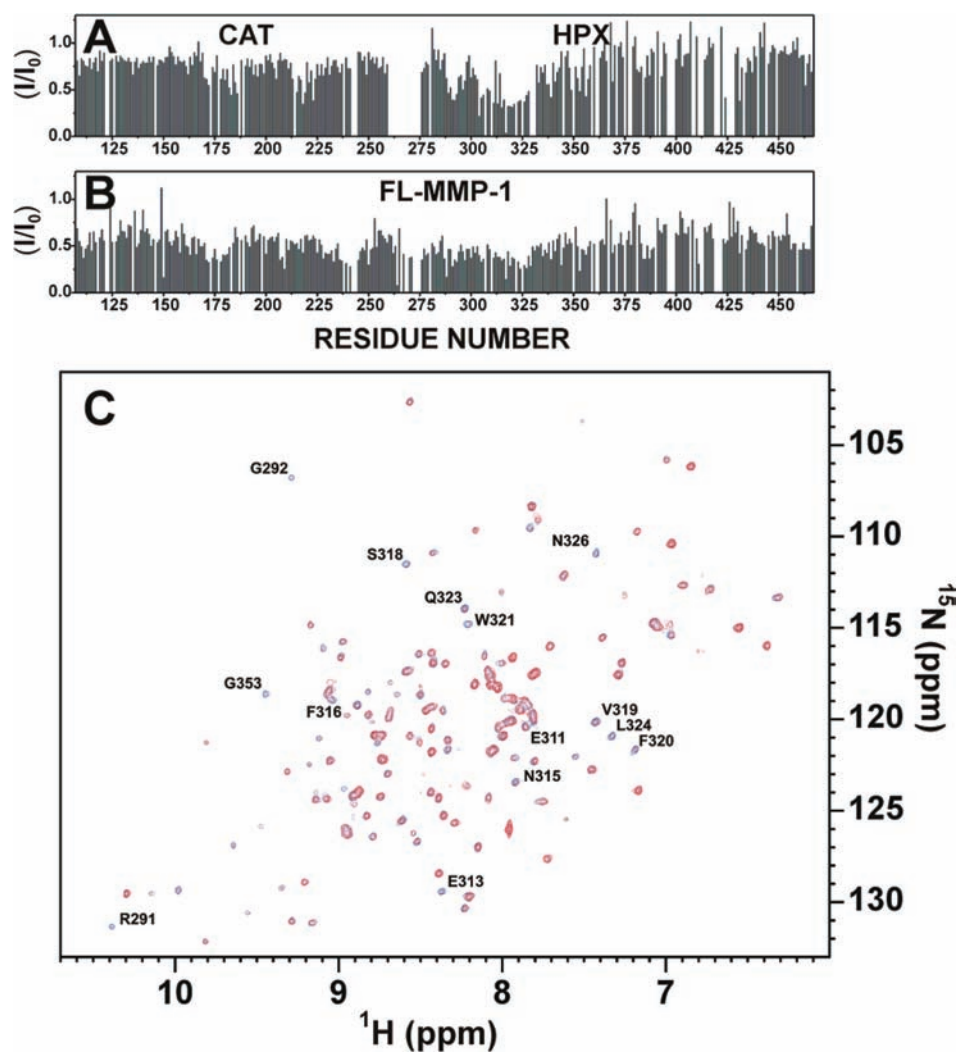 A CAT HPX
(I/I0)
1.0
0.5
0.0
125 150 175 200 225 250 275 300 325 350 375 400 425 450
B FL-MMP-1
(I/I0)
1.0
0.5
0.0
125 150 175 200 225 250 275 300 325 350 375 400 425 450
RESIDUE NUMBER
C
105
G292
110
S318 N326
Q323
W321
115
G353
F316
V319
120
E311 L324
F320
N315
125
E313
130
R291
15N (ppm)
10 9 8 7
1H (ppm)